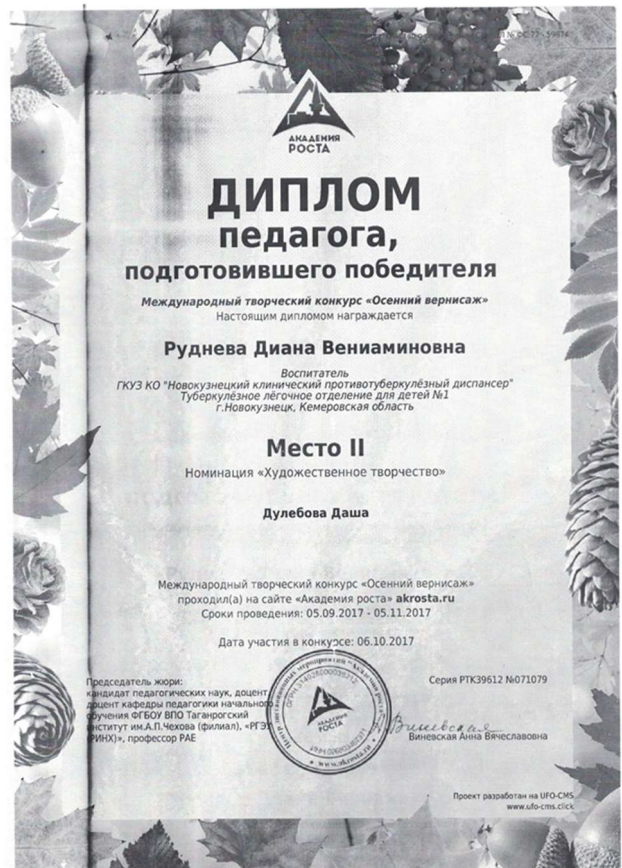 АКАДЕМИЯ
РОСТА
ДИПЛОМ
педагога,
подготовившего победителя
Международный творческий конкурс «Осенний вернисаж»
Настоящим дипломом награждается
Руднева Диана Вениаминовна
Воспитатель
ГКУЗ КО "Новокузнецкий клинический противотуберкулёзный диспансер"
Туберкулёзное лёгочное отделение для детей №1
г.Новокузнецк, Кемеровская область
Место II
Номинация «Художественное творчество»
Дулебова Даша
Международный творческий конкурс «Осенний вернисаж»
проходил(а) на сайте «Академия роста» akrosta.ru
Сроки проведения: 05.09.2017 - 05.11.2017
Дата участия в конкурсе: 06.10.2017
Председатель жюри:
кандидат педагогических наук, доцент,
доцент кафедры педагогики начального
обучения ФГБОУ ВПО Таганрогский
институт им.А.П.Чехова (филиал), «РГЭУ
(РИНХ)», профессор РАЕ
АКАДЕМИЯ
РОСТА
Серия РТК39612 №071079
Виневская
Виневская Анна Вячеславовна
Проект разработан на UFO-CMS
www.ufo-cms.click